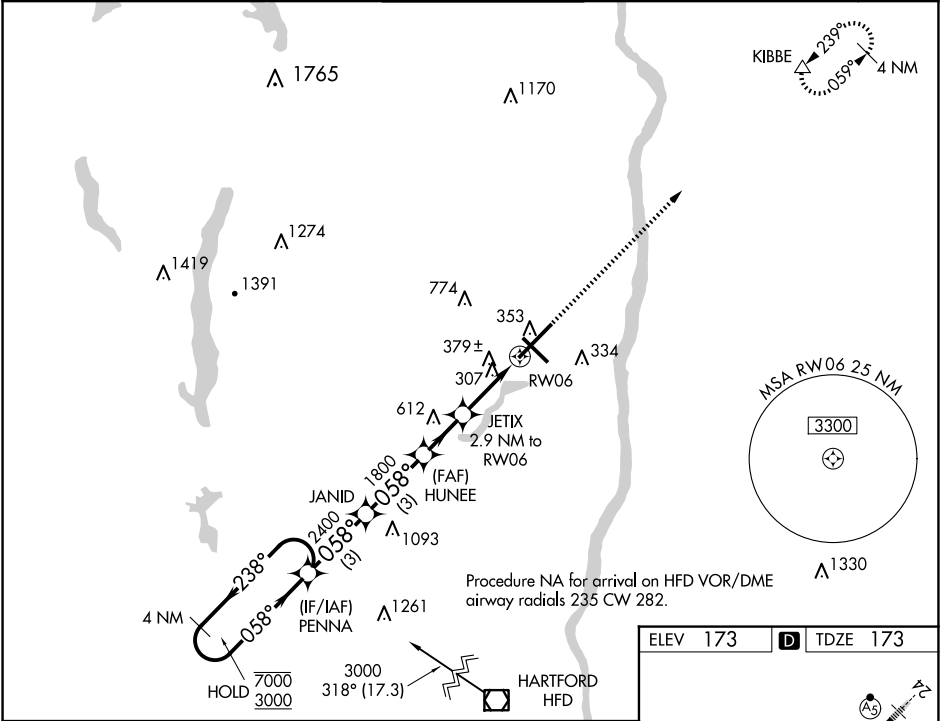 1765
1170
KIBBE
239°
059°
4 NM
1274
1419
1391
774
353
379±
334
307
RW06
MSA RW06 25 NM
3300
612
JETIX
2.9 NM to
RW06
1800
058°
(3)
(FAF)
HUNEE
JANID
2400
058°
(3)
1093
1330
238°
058°
4 NM
(IF/IAF)
PENNA
1261
Procedure NA for arrival on HFD VOR/DME
airway radials 235 CW 282.
HOLD
7000
3000
3000
318° (17.3)
HARTFORD
HFD
ELEV 173
D
TDZE 173
A5
24